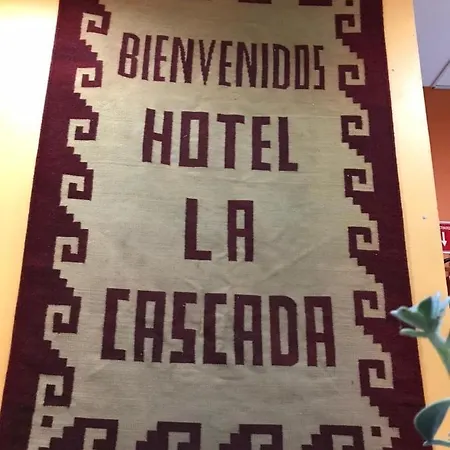 BIENVENIDOS
HOTEL
LA
CASCADA